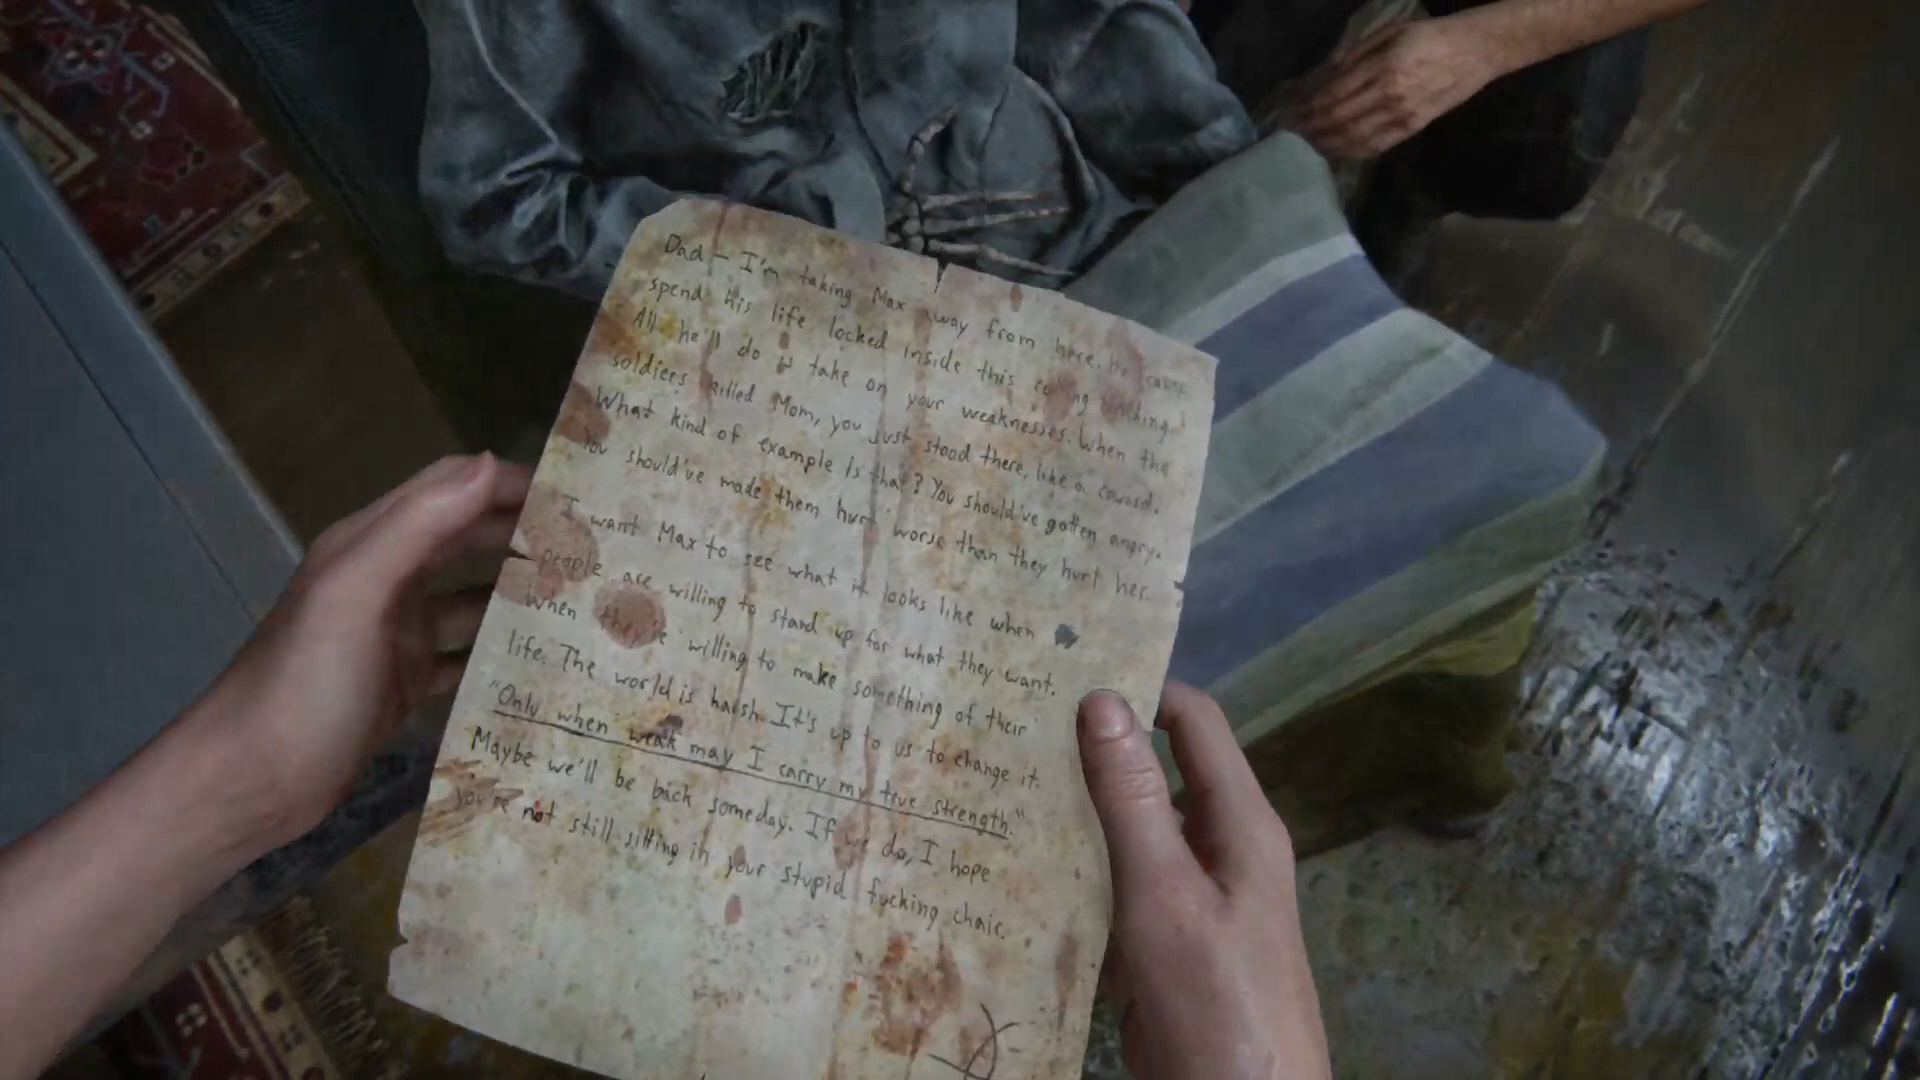 Dad – I'm taking Max away from here. He cannot
spend his life locked inside this rotting building.
All he'll do is take on your weaknesses. When the
soldiers killed Mom, you just stood there, like a coward.
What kind of example is that? You should've gotten angry.
You should've made them hurt worse than they hurt her.
I want Max to see what it looks like when
people are willing to stand up for what they want.
When they're willing to make something of their
life. The world is harsh. It's up to us to change it.
"Only when weak may I carry my true strength."
Maybe we'll be back someday. If we do, I hope
you're not still sitting in your stupid fucking chair.